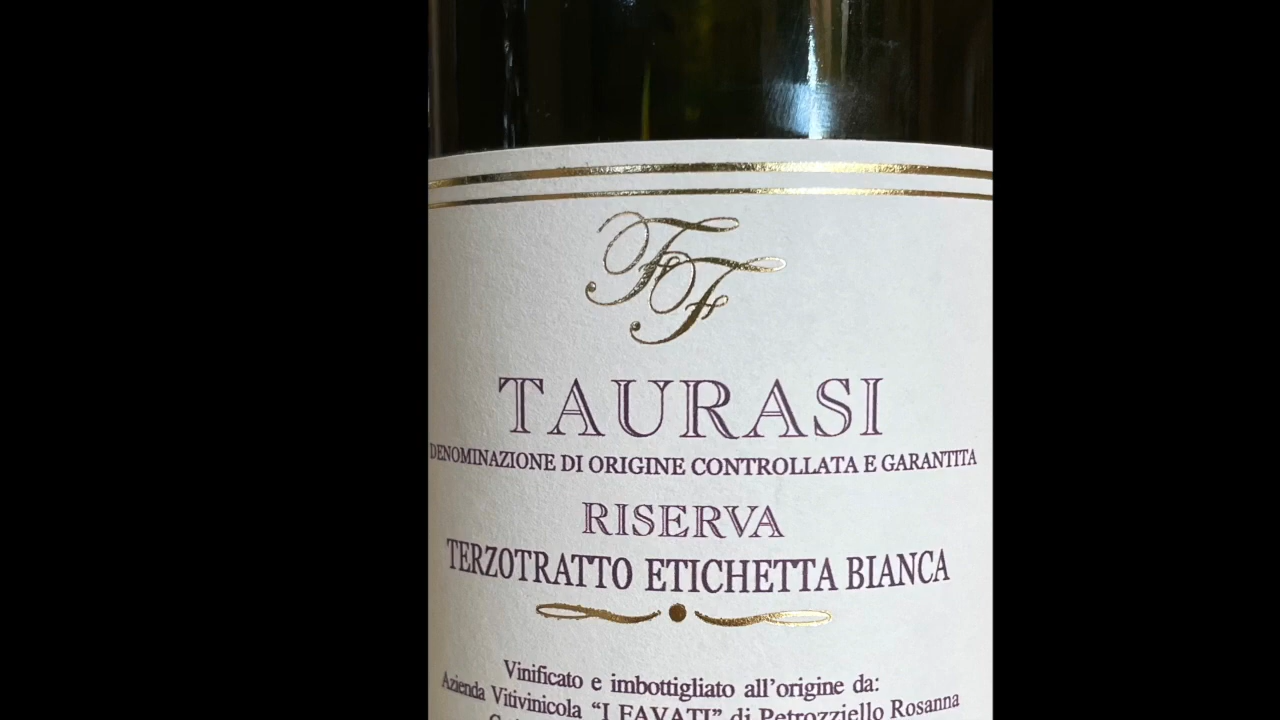 FF
TAURASI
DENOMINAZIONE DI ORIGINE CONTROLLATA E GARANTITA
RISERVA
TERZOTRATTO ETICHETTA BIANCA
Vinificato e imbottigliato all'origine da:
Azienda Vitivinicola "I FAVATI" di Petrozziello Rosanna